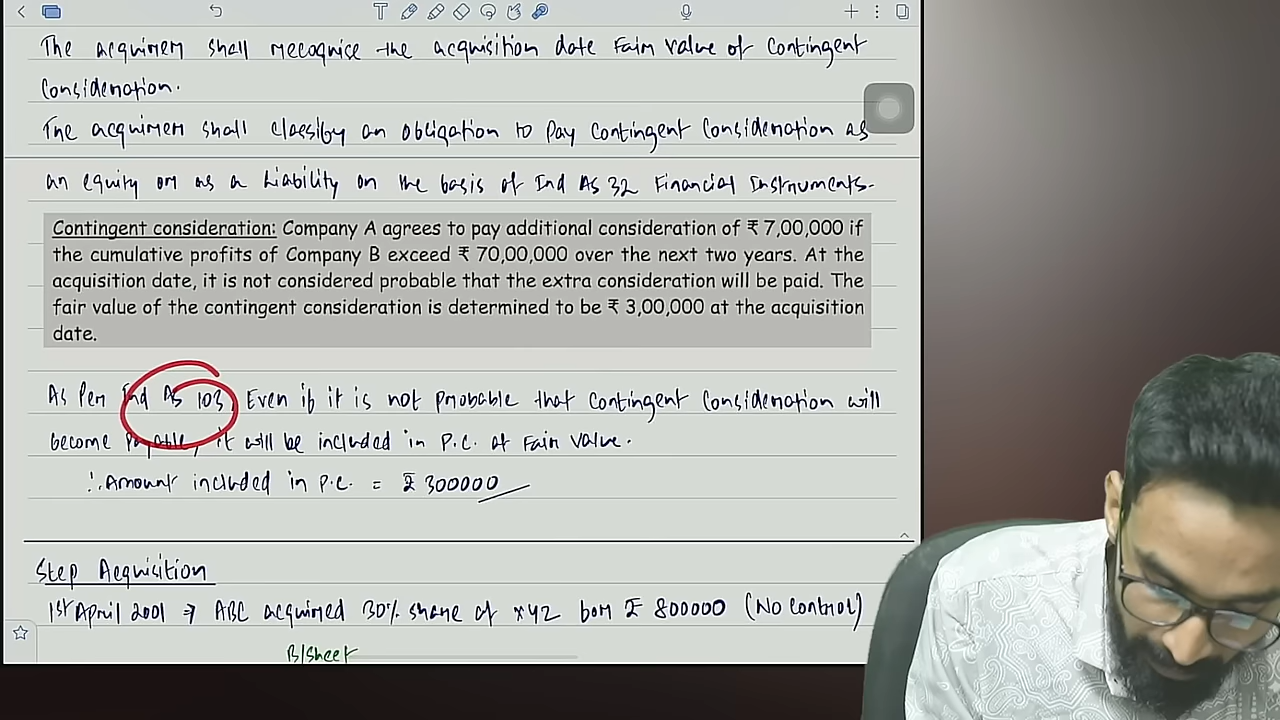 The acquirer shall recognise the acquisition date Fair Value of Contingent
Consideration.
The acquirer shall classify an obligation to Pay Contingent Consideration as
an equity or as a Liability on the basis of Ind As 32 Financial Instruments.
Contingent consideration: Company A agrees to pay additional consideration of ₹ 7,00,000 if
the cumulative profits of Company B exceed ₹ 70,00,000 over the next two years. At the
acquisition date, it is not considered probable that the extra consideration will be paid. The
fair value of the contingent consideration is determined to be ₹ 3,00,000 at the acquisition
date.
As Per Ind As 103, Even if it is not probable that Contingent Consideration will
become payable, it will be included in P.C. at Fair Value.
∴ Amount included in P.C. = ₹ 300000
Step Acquisition
1st April 2001 ⇒ ABC acquired 30% share of xyz for ₹ 800000 (No Control)
B/Sheet